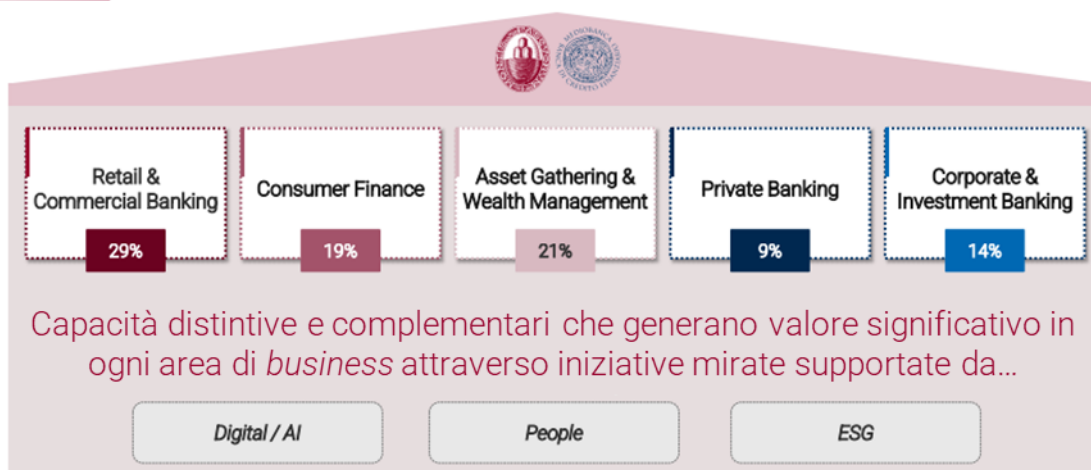 Retail &
Commercial Banking
29%
Consumer Finance
19%
Asset Gathering &
Wealth Management
21%
Private Banking
9%
Corporate &
Investment Banking
14%
Capacità distintive e complementari che generano valore significativo in
ogni area di business attraverso iniziative mirate supportate da…
Digital / AI
People
ESG